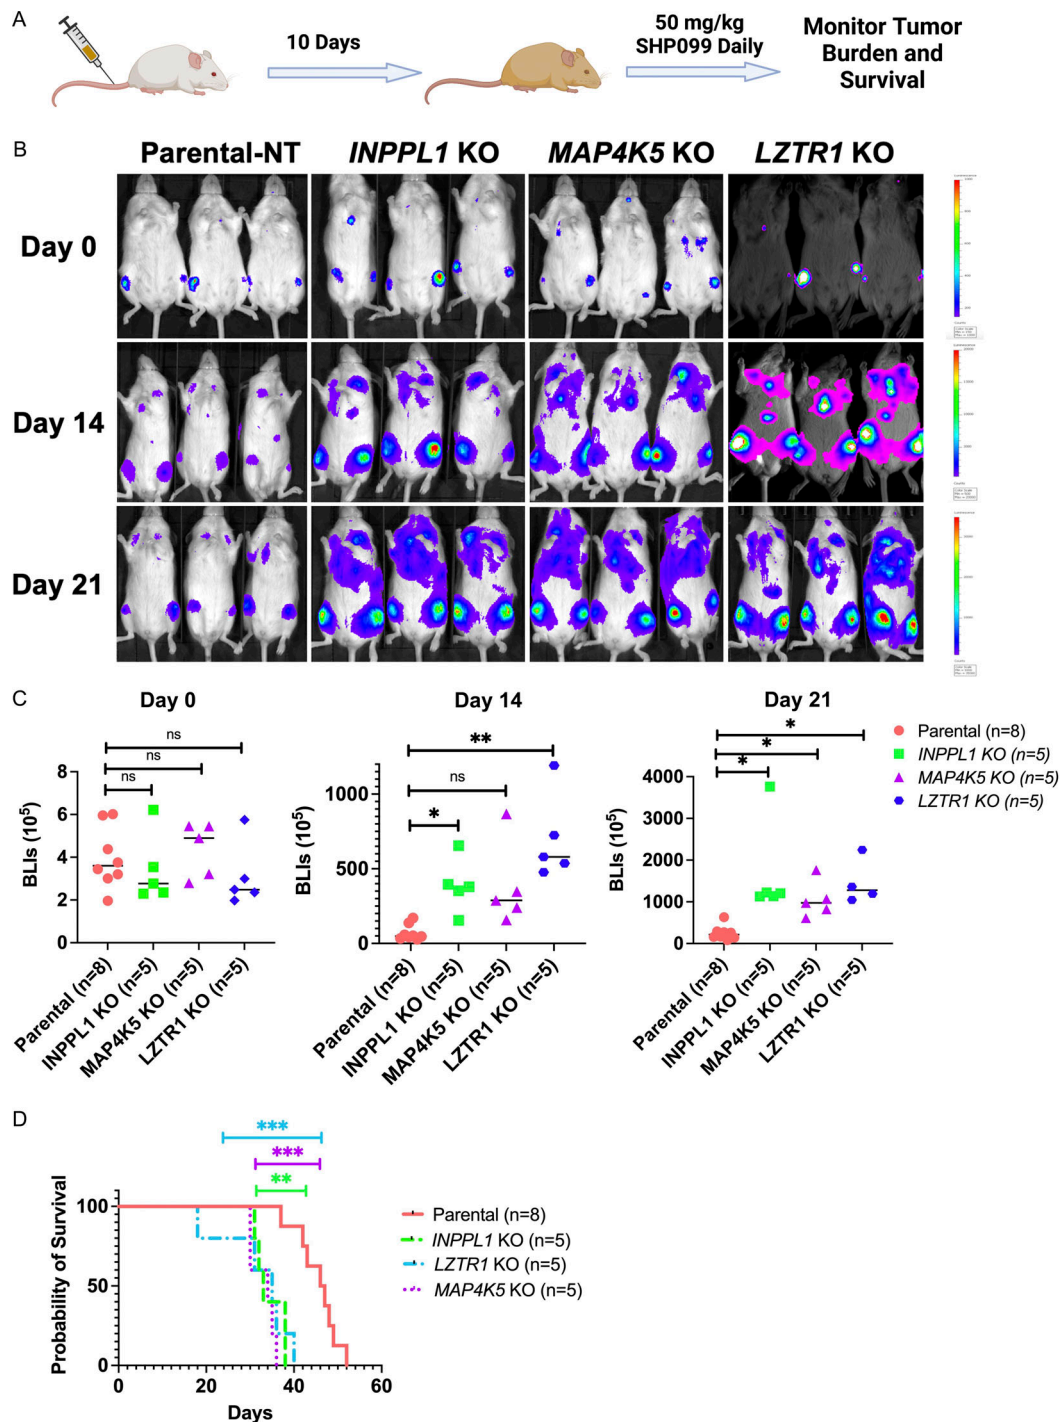 A
10 Days
50 mg/kg
SHP099 Daily
Monitor Tumor
Burden and
Survival
B
Parental-NT
INPPL1 KO
MAP4K5 KO
LZTR1 KO
Day 0
Day 14
Day 21
C
Day 0
ns
ns
ns
BLIs (10⁵)
8
6
4
2
0
Parental (n=8)
INPPL1 KO (n=5)
MAP4K5 KO (n=5)
LZTR1 KO (n=5)
Day 14
**
ns
*
BLIs (10⁵)
1000
500
0
Parental (n=8)
INPPL1 KO (n=5)
MAP4K5 KO (n=5)
LZTR1 KO (n=5)
Day 21
*
*
*
BLIs (10⁵)
4000
3000
2000
1000
0
Parental (n=8)
INPPL1 KO (n=5)
MAP4K5 KO (n=5)
LZTR1 KO (n=5)
Parental (n=8)
INPPL1 KO (n=5)
MAP4K5 KO (n=5)
LZTR1 KO (n=5)
D
***
***
**
Probability of Survival
100
50
0
0
20
40
60
Days
Parental (n=8)
INPPL1 KO (n=5)
LZTR1 KO (n=5)
MAP4K5 KO (n=5)